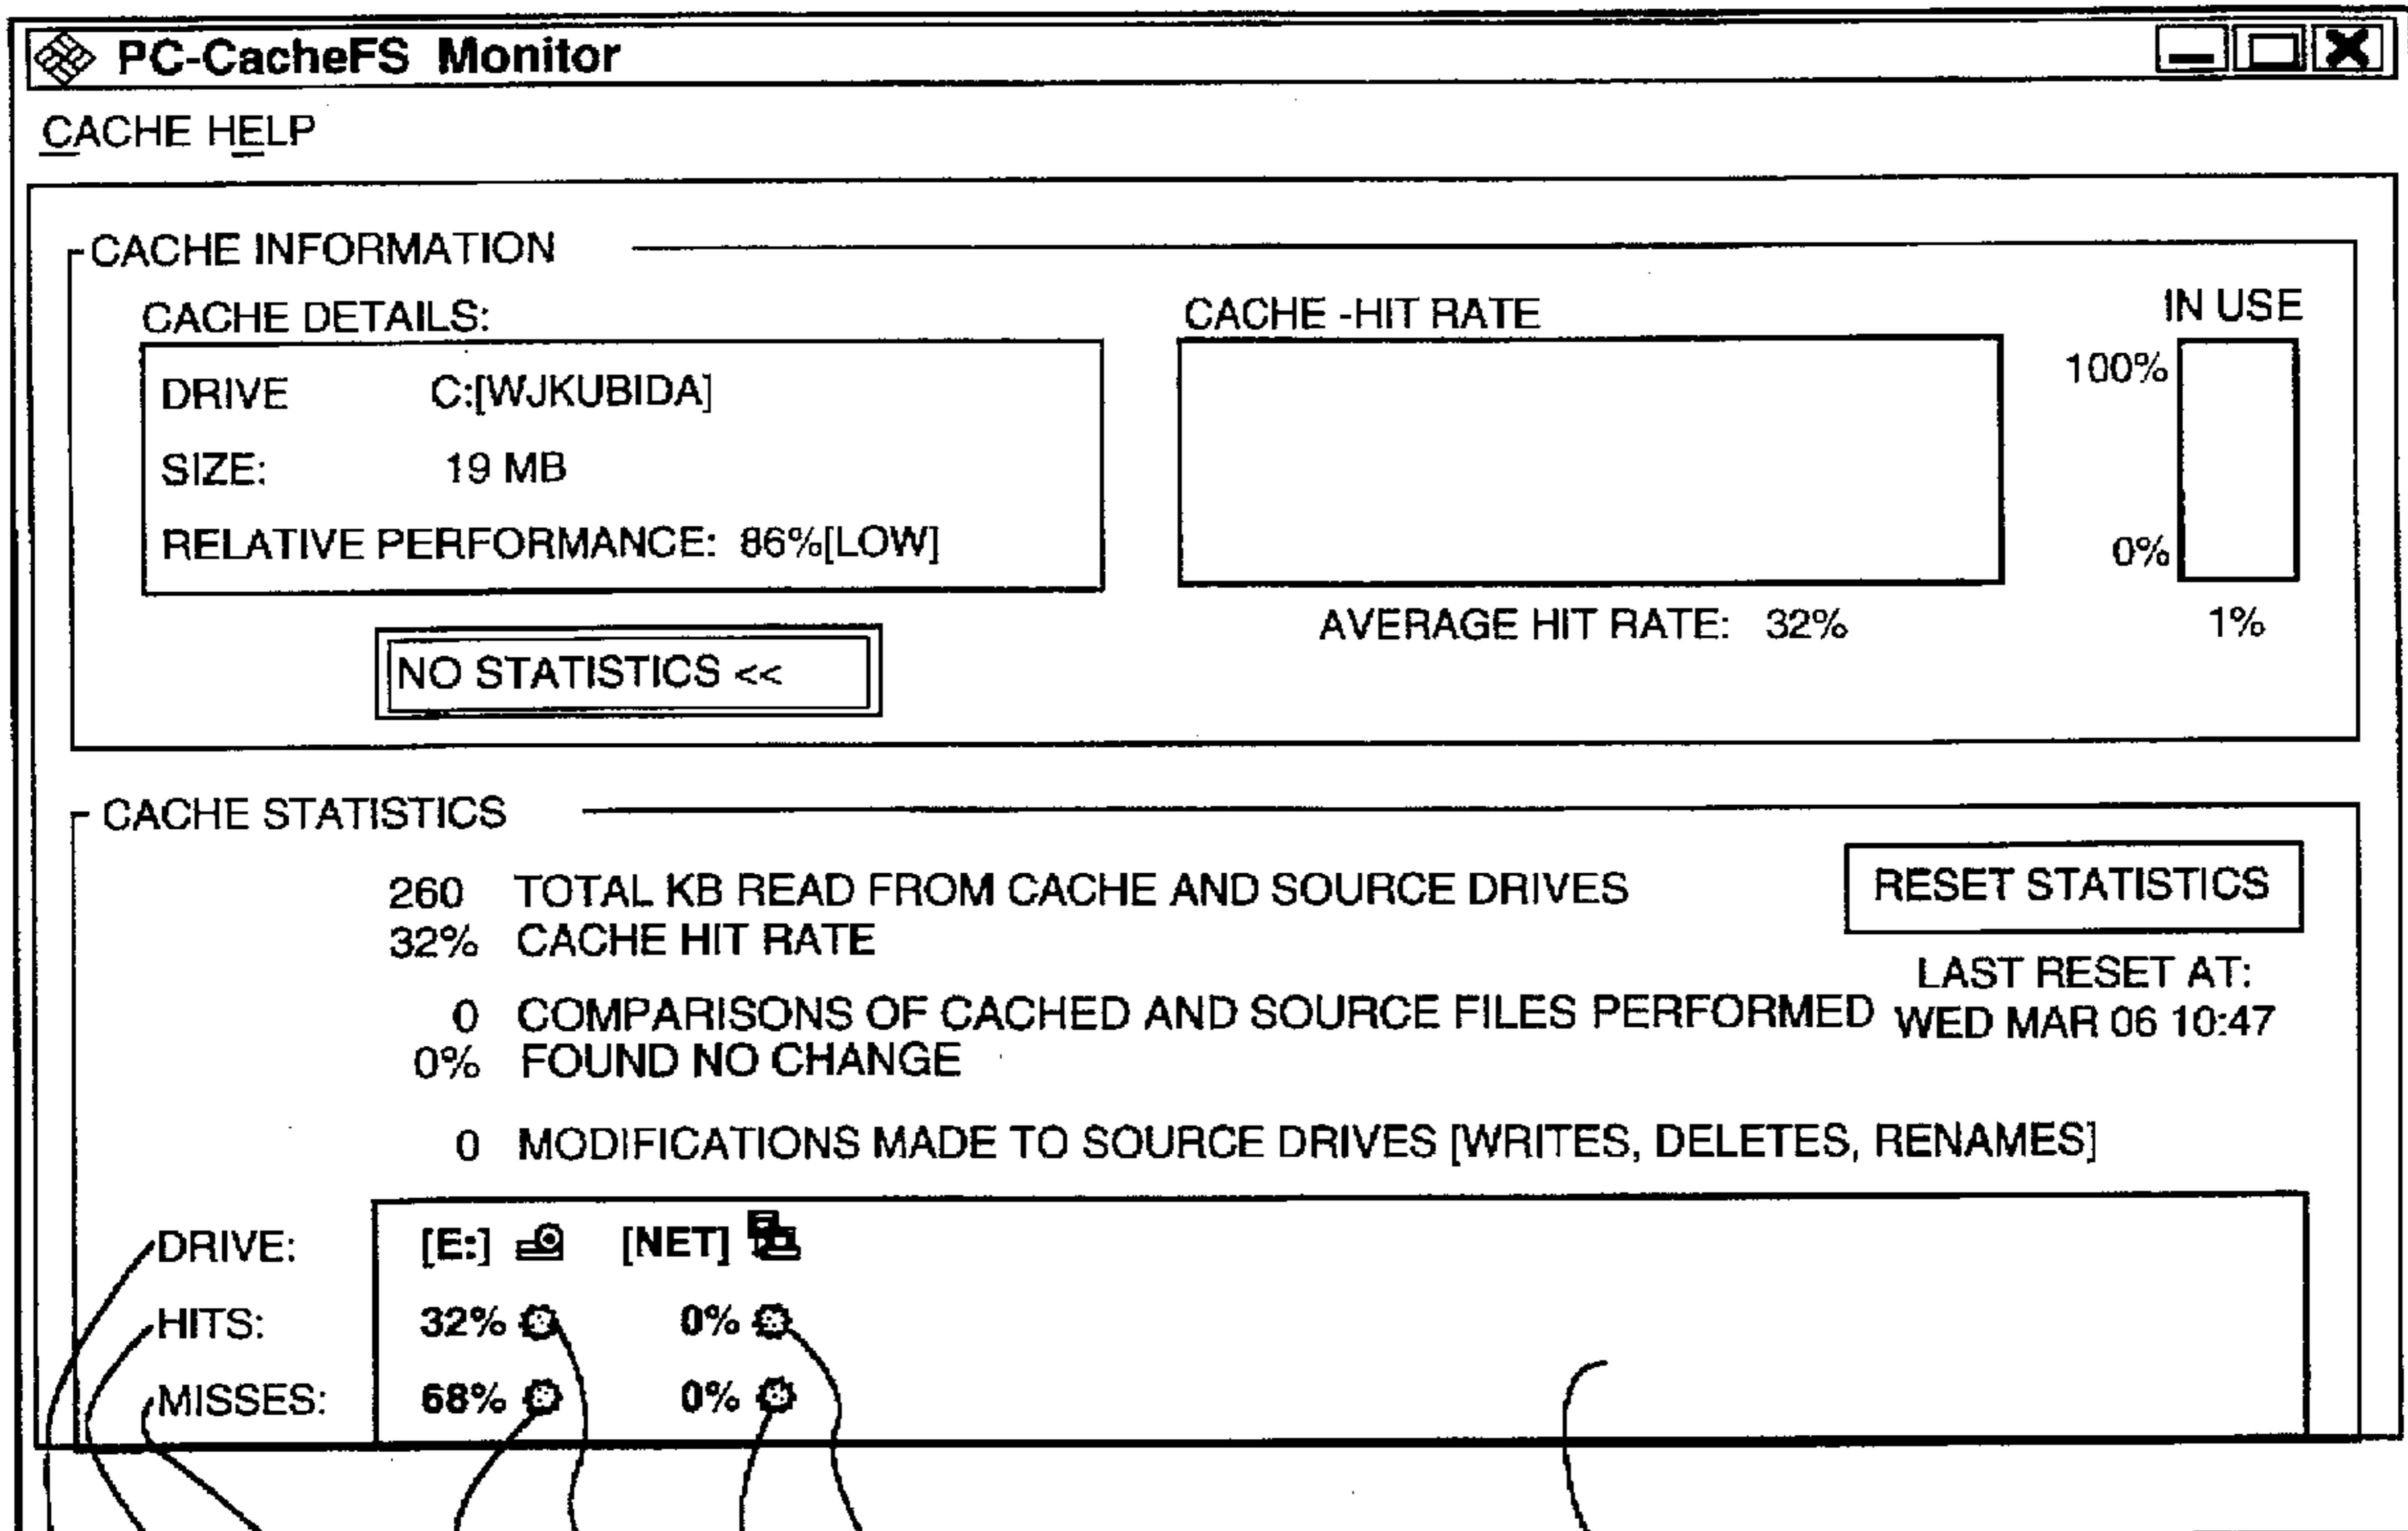 PC-CacheFS Monitor
CACHE HELP
CACHE INFORMATION
CACHE DETAILS:
DRIVE C:[WJKUBIDA]
SIZE: 19 MB
RELATIVE PERFORMANCE: 86%[LOW]
NO STATISTICS <<
CACHE -HIT RATE
AVERAGE HIT RATE: 32%
IN USE
100%
0%
1%
CACHE STATISTICS
260 TOTAL KB READ FROM CACHE AND SOURCE DRIVES
32% CACHE HIT RATE
0 COMPARISONS OF CACHED AND SOURCE FILES PERFORMED
0% FOUND NO CHANGE
0 MODIFICATIONS MADE TO SOURCE DRIVES [WRITES, DELETES, RENAMES]
RESET STATISTICS
LAST RESET AT:
WED MAR 06 10:47
DRIVE: [E:] [NET]
HITS: 32% 0%
MISSES: 68% 0%